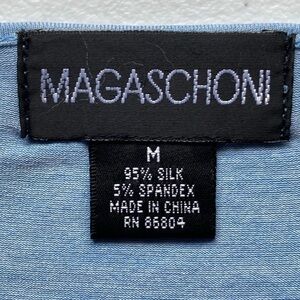 MAGASCHONI
M
95% SILK
5% SPANDEX
MADE IN CHINA
RN 86804